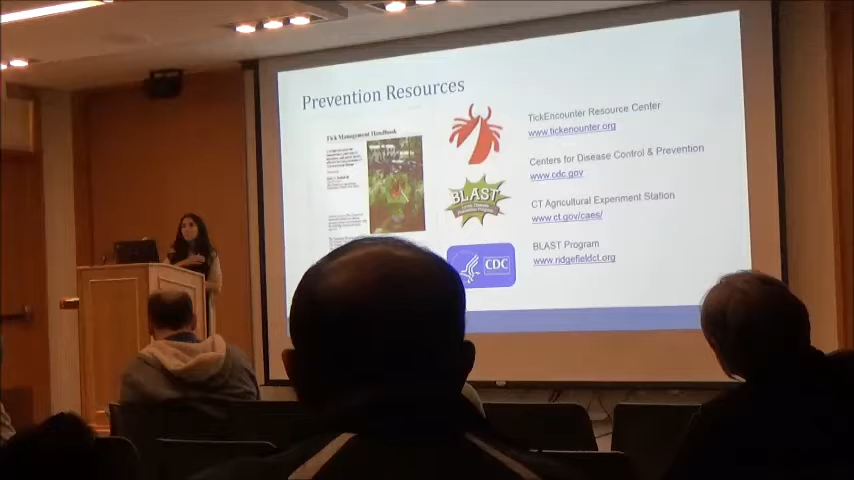 Prevention Resources
Tick Management Handbook
BLAST
CDC
TickEncounter Resource Center
www.tickenounter.org
Centers for Disease Control & Prevention
www.cdc.gov
CT Agricultural Experiment Station
www.ct.gov/caes/
BLAST Program
www.ridgefieldct.org